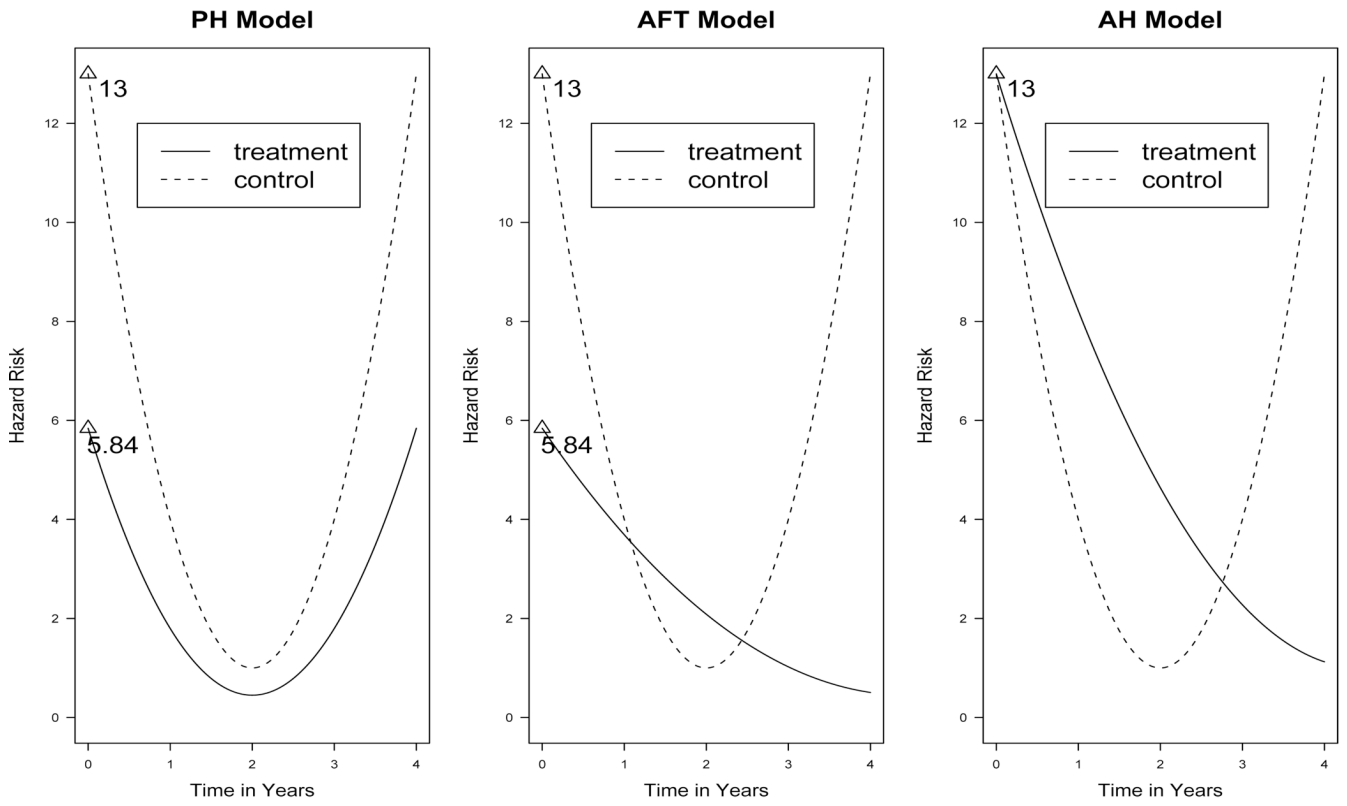 PH Model
13
treatment
control
5.84
12
10
8
6
4
2
0
Hazard Risk
0 1 2 3 4
Time in Years
AFT Model
13
treatment
control
5.84
12
10
8
6
4
2
0
Hazard Risk
0 1 2 3 4
Time in Years
AH Model
13
treatment
control
12
10
8
6
4
2
0
Hazard Risk
0 1 2 3 4
Time in Years